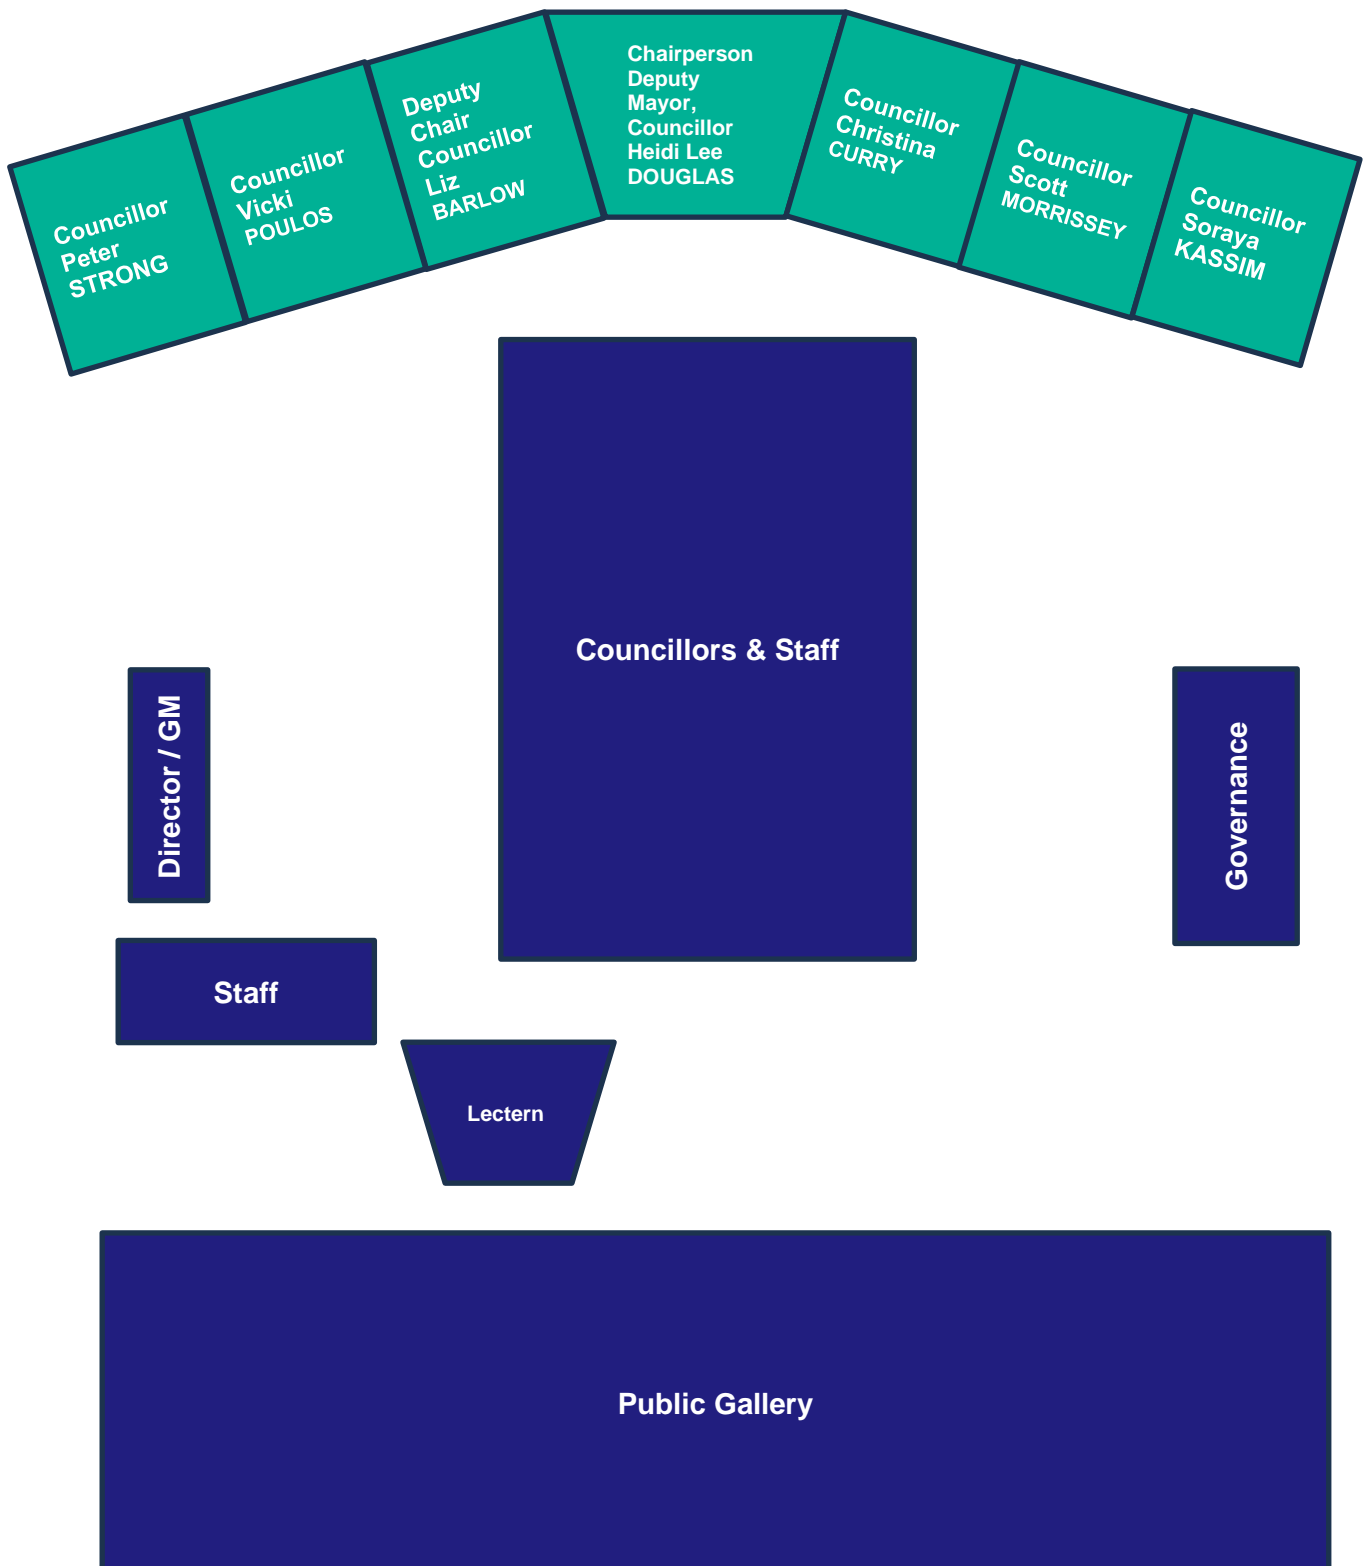 Councillor
Peter
STRONG
Councillor
Vicki
POULOS
Deputy
Chair
Councillor
Liz
BARLOW
Chairperson
Deputy
Mayor,
Councillor
Heidi Lee
DOUGLAS
Councillor
Christina
CURRY
Councillor
Scott
MORRISSEY
Councillor
Soraya
KASSIM
Councillors & Staff
Director / GM
Governance
Staff
Lectern
Public Gallery